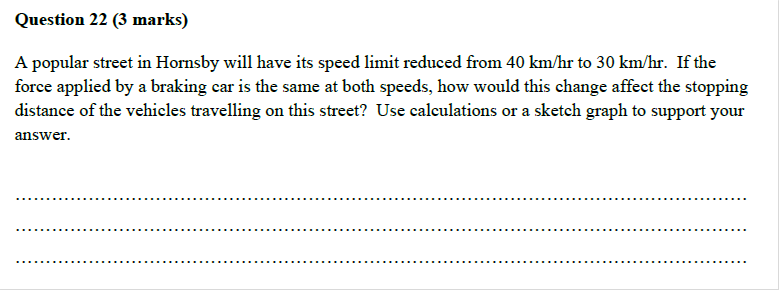 Question 22 (3 marks)
A popular street in Hornsby will have its speed limit reduced from 40 km/hr to 30 km/hr.  If the
force applied by a braking car is the same at both speeds, how would this change affect the stopping
distance of the vehicles travelling on this street?  Use calculations or a sketch graph to support your
answer.